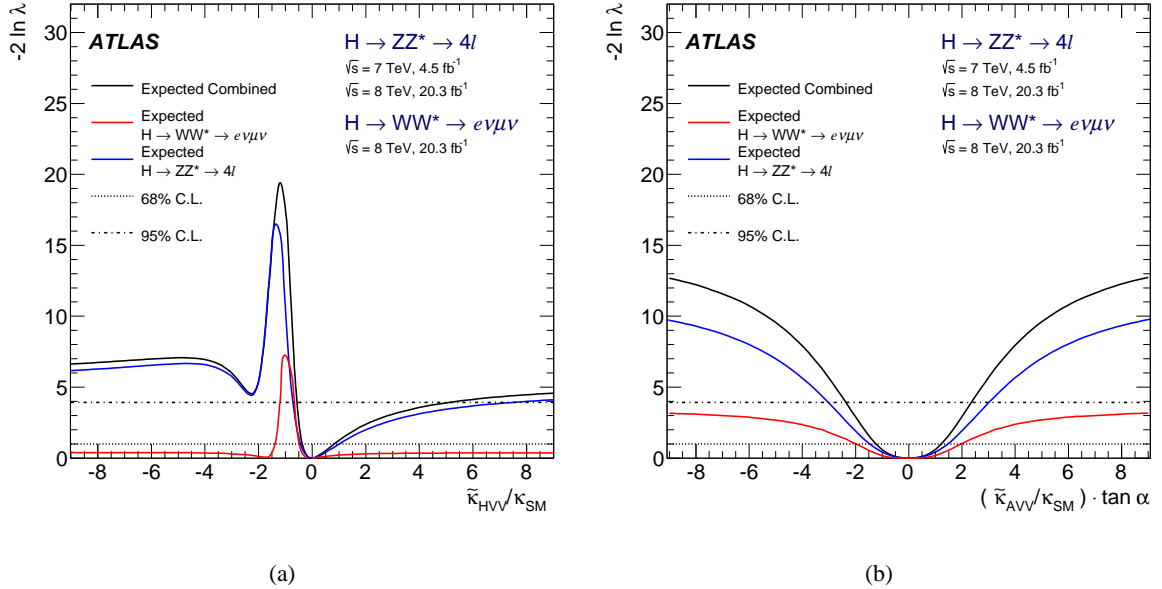 -2 ln λ
30
25
20
15
10
5
0
ATLAS
H → ZZ* → 4l
√s = 7 TeV, 4.5 fb⁻¹
√s = 8 TeV, 20.3 fb⁻¹
H → WW* → eνμν
√s = 8 TeV, 20.3 fb⁻¹
Expected Combined
Expected
H → WW* → eνμν
Expected
H → ZZ* → 4l
68% C.L.
95% C.L.
-8 -6 -4 -2 0 2 4 6 8
κ̃_HVV/κ_SM
(a)
-2 ln λ
30
25
20
15
10
5
0
ATLAS
H → ZZ* → 4l
√s = 7 TeV, 4.5 fb⁻¹
√s = 8 TeV, 20.3 fb⁻¹
H → WW* → eνμν
√s = 8 TeV, 20.3 fb⁻¹
Expected Combined
Expected
H → WW* → eνμν
Expected
H → ZZ* → 4l
68% C.L.
95% C.L.
-8 -6 -4 -2 0 2 4 6 8
( κ̃_AVV/κ_SM ) · tan α
(b)